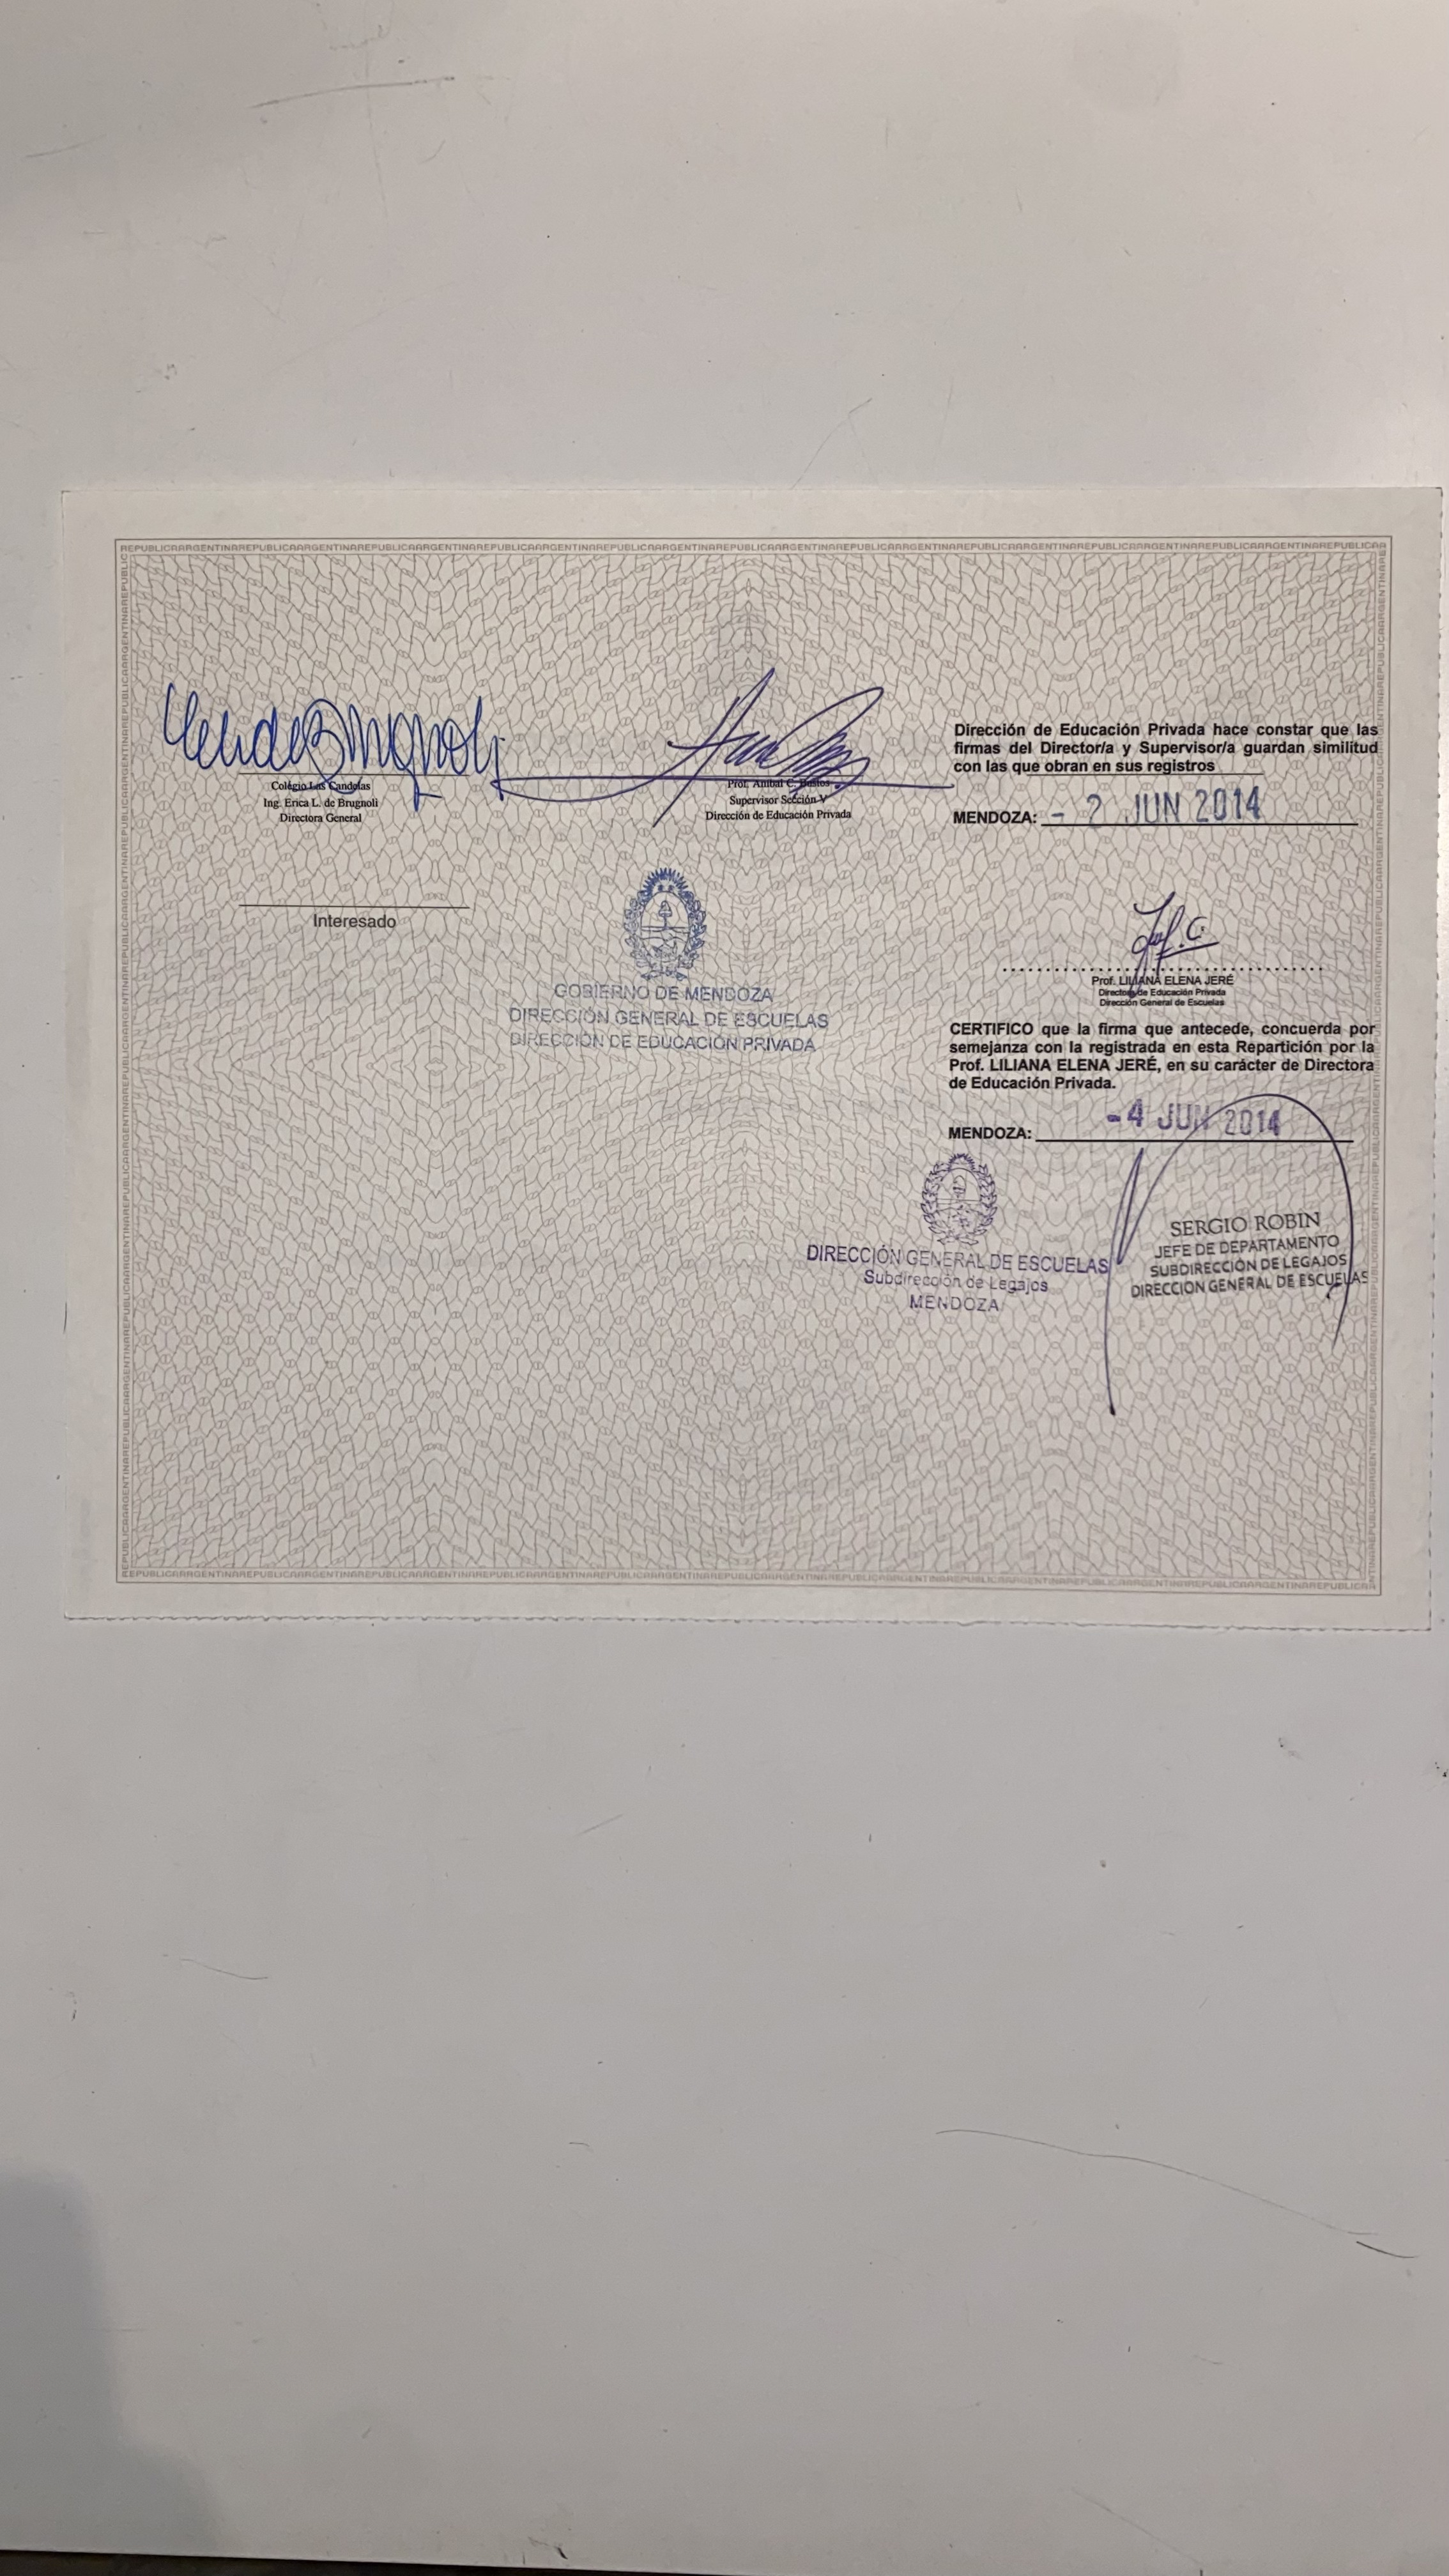 REPUBLICAARGENTINAREPUBLICAARGENTINAREPUBLICAARGENTINAREPUBLICAARGENTINAREPUBLICAARGENTINAREPUBLICAARGENTINAREPUBLICAARGENTINAREPUBLICAARGENTINAREPUBLICAARGENTINAREPUBLICAARGENTINAREPUBLICAA
Colegio Las Candelas
Ing. Erica L. de Brugnoli
Directora General
Prof. Anibal C. Bustos
Supervisor Sección V
Dirección de Educación Privada
Dirección de Educación Privada hace constar que las
firmas del Director/a y Supervisor/a guardan similitud
con las que obran en sus registros
MENDOZA: - 2 JUN 2014
Interesado
GOBIERNO DE MENDOZA
DIRECCIÓN GENERAL DE ESCUELAS
DIRECCIÓN DE EDUCACIÓN PRIVADA
Prof. LILIANA ELENA JERÉ
Directora de Educación Privada
Dirección General de Escuelas
CERTIFICO que la firma que antecede, concuerda por
semejanza con la registrada en esta Repartición por la
Prof. LILIANA ELENA JERÉ, en su carácter de Directora
de Educación Privada.
MENDOZA: -4 JUN 2014
DIRECCIÓN GENERAL DE ESCUELAS
Subdirección de Legajos
MENDOZA
SERGIO ROBIN
JEFE DE DEPARTAMENTO
SUBDIRECCIÓN DE LEGAJOS
DIRECCION GENERAL DE ESCUELAS